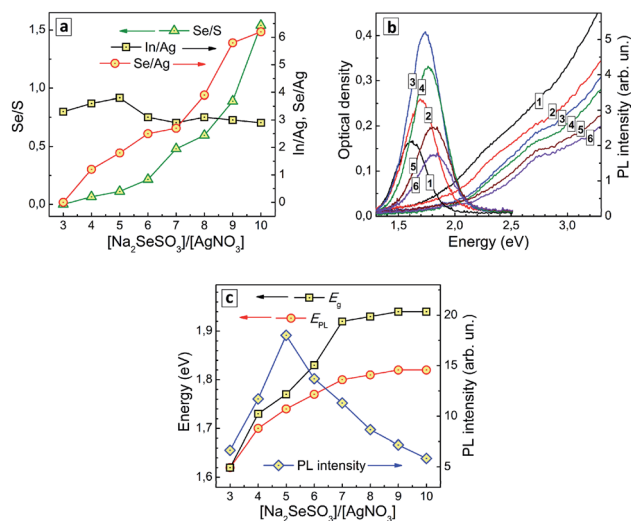 a
Se/S
In/Ag
Se/Ag
1,5
1,0
0,5
0,0
Se/S
6
5
4
3
2
1
0
In/Ag, Se/Ag
3 4 5 6 7 8 9 10
[Na₂SeSO₃]/[AgNO₃]
b
0,4
0,3
0,2
0,1
0,0
Optical density
3
4
2
5
6
1
1
2
3
4
5
6
5
4
3
2
1
0
PL intensity (arb. un.)
1,5 2,0 2,5 3,0
Energy (eV)
c
Eg
EPL
PL intensity
1,9
1,8
1,7
1,6
Energy (eV)
20
15
10
5
PL intensity (arb. un.)
3 4 5 6 7 8 9 10
[Na₂SeSO₃]/[AgNO₃]